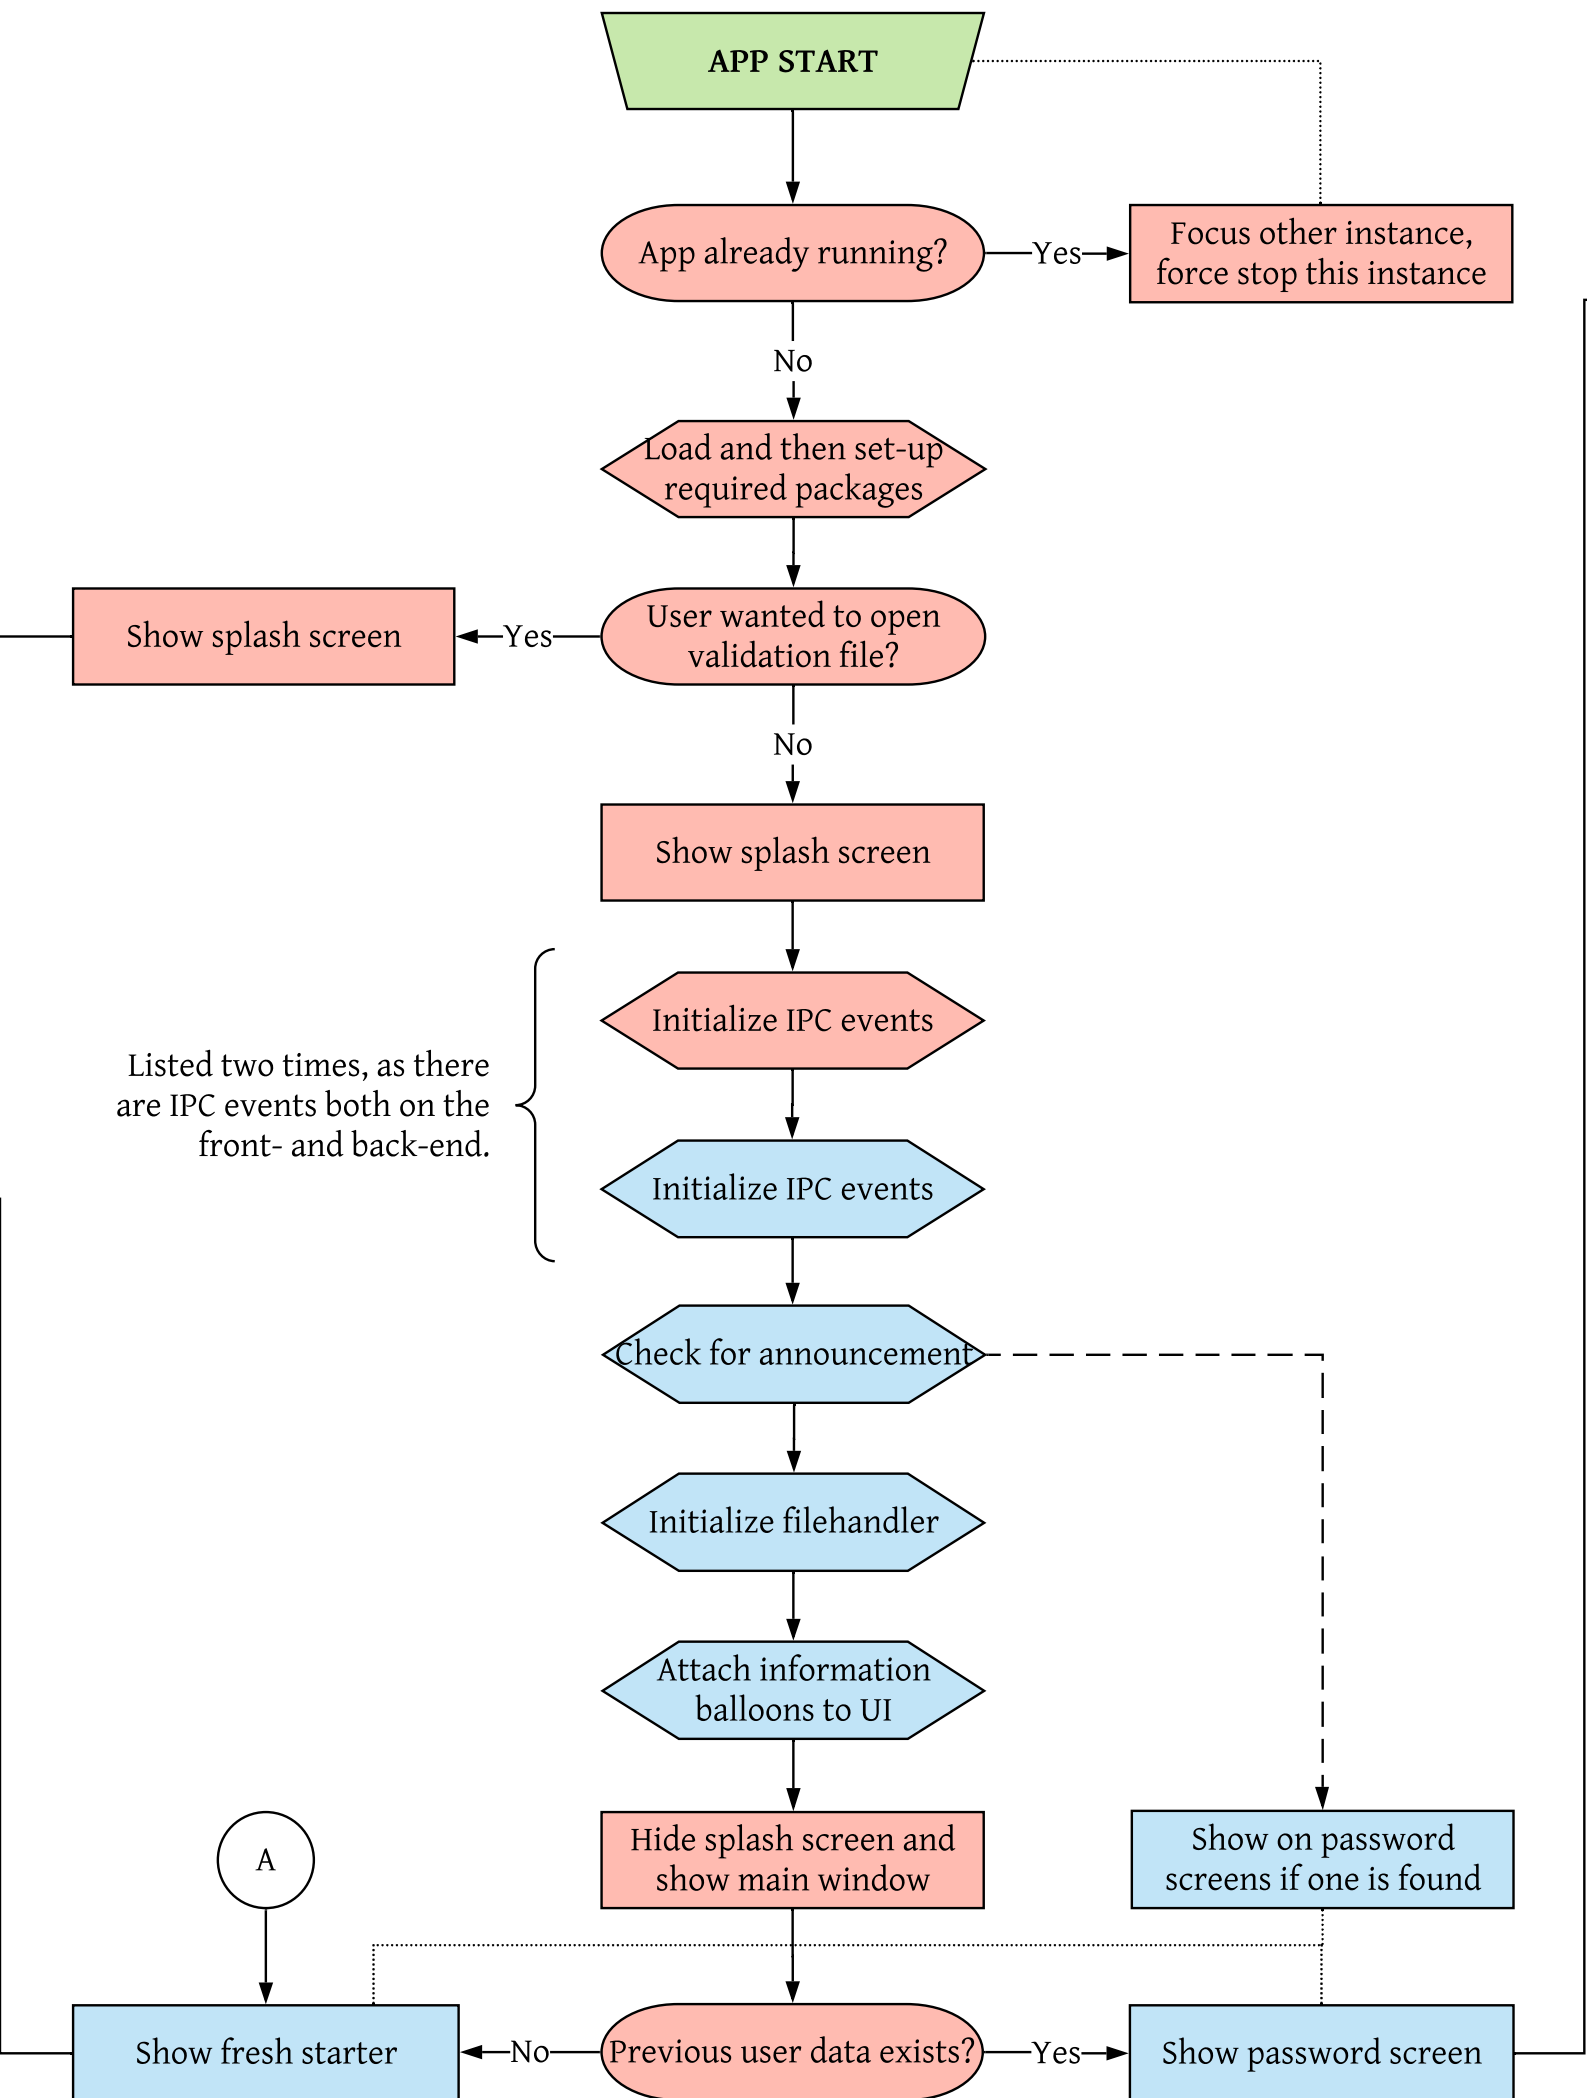 APP START
App already running?
Yes
Focus other instance,
force stop this instance
No
Load and then set-up
required packages
Show splash screen
Yes
User wanted to open
validation file?
No
Show splash screen
Initialize IPC events
Listed two times, as there
are IPC events both on the
front- and back-end.
Initialize IPC events
Check for announcement
Initialize filehandler
Attach information
balloons to UI
A
Hide splash screen and
show main window
Show on password
screens if one is found
Show fresh starter
No
Previous user data exists?
Yes
Show password screen